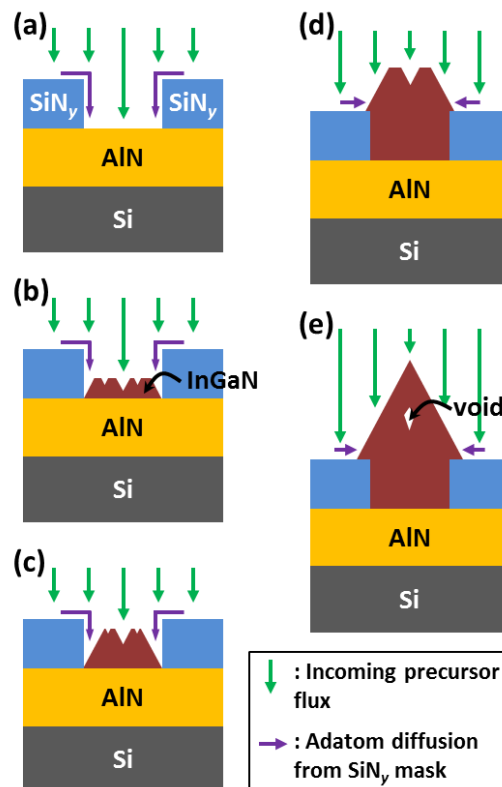 (a)
SiNy
SiNy
AlN
Si
(b)
InGaN
AlN
Si
(c)
AlN
Si
(d)
AlN
Si
(e)
void
AlN
Si
: Incoming precursor
flux
: Adatom diffusion
from SiNy mask